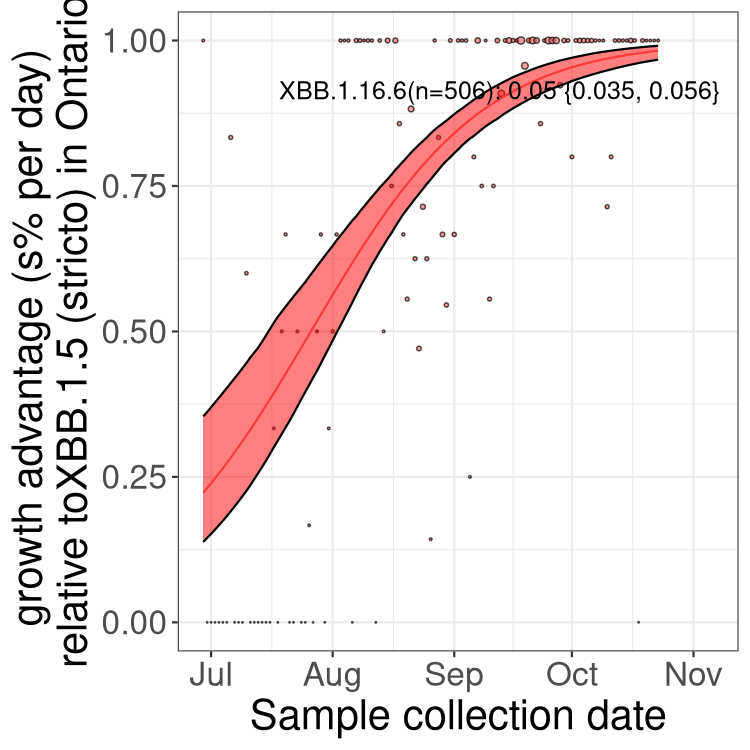 growth advantage (s% per day)
relative toXBB.1.5 (stricto) in Ontario
1.00
0.75
0.50
0.25
0.00
XBB.1.16.6(n=506): 0.05 {0.035, 0.056}
Jul Aug Sep Oct Nov
Sample collection date